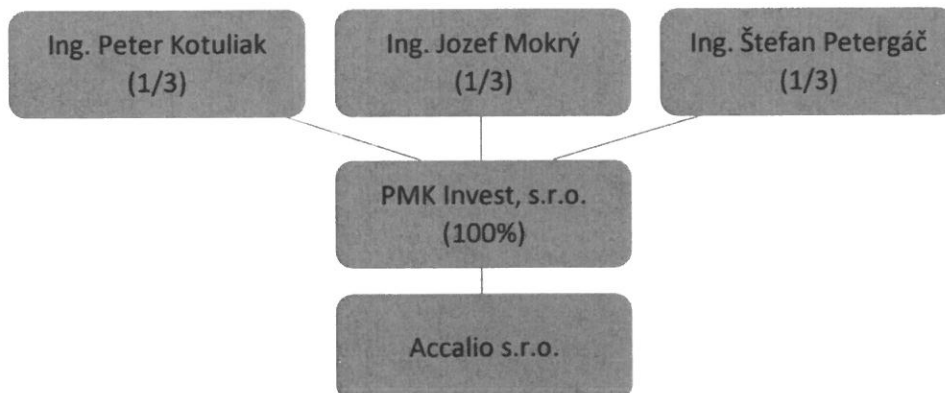 Ing. Peter Kotuliak
(1/3)
Ing. Jozef Mokrý
(1/3)
Ing. Štefan Petergáč
(1/3)
PMK Invest, s.r.o.
(100%)
Accalio s.r.o.